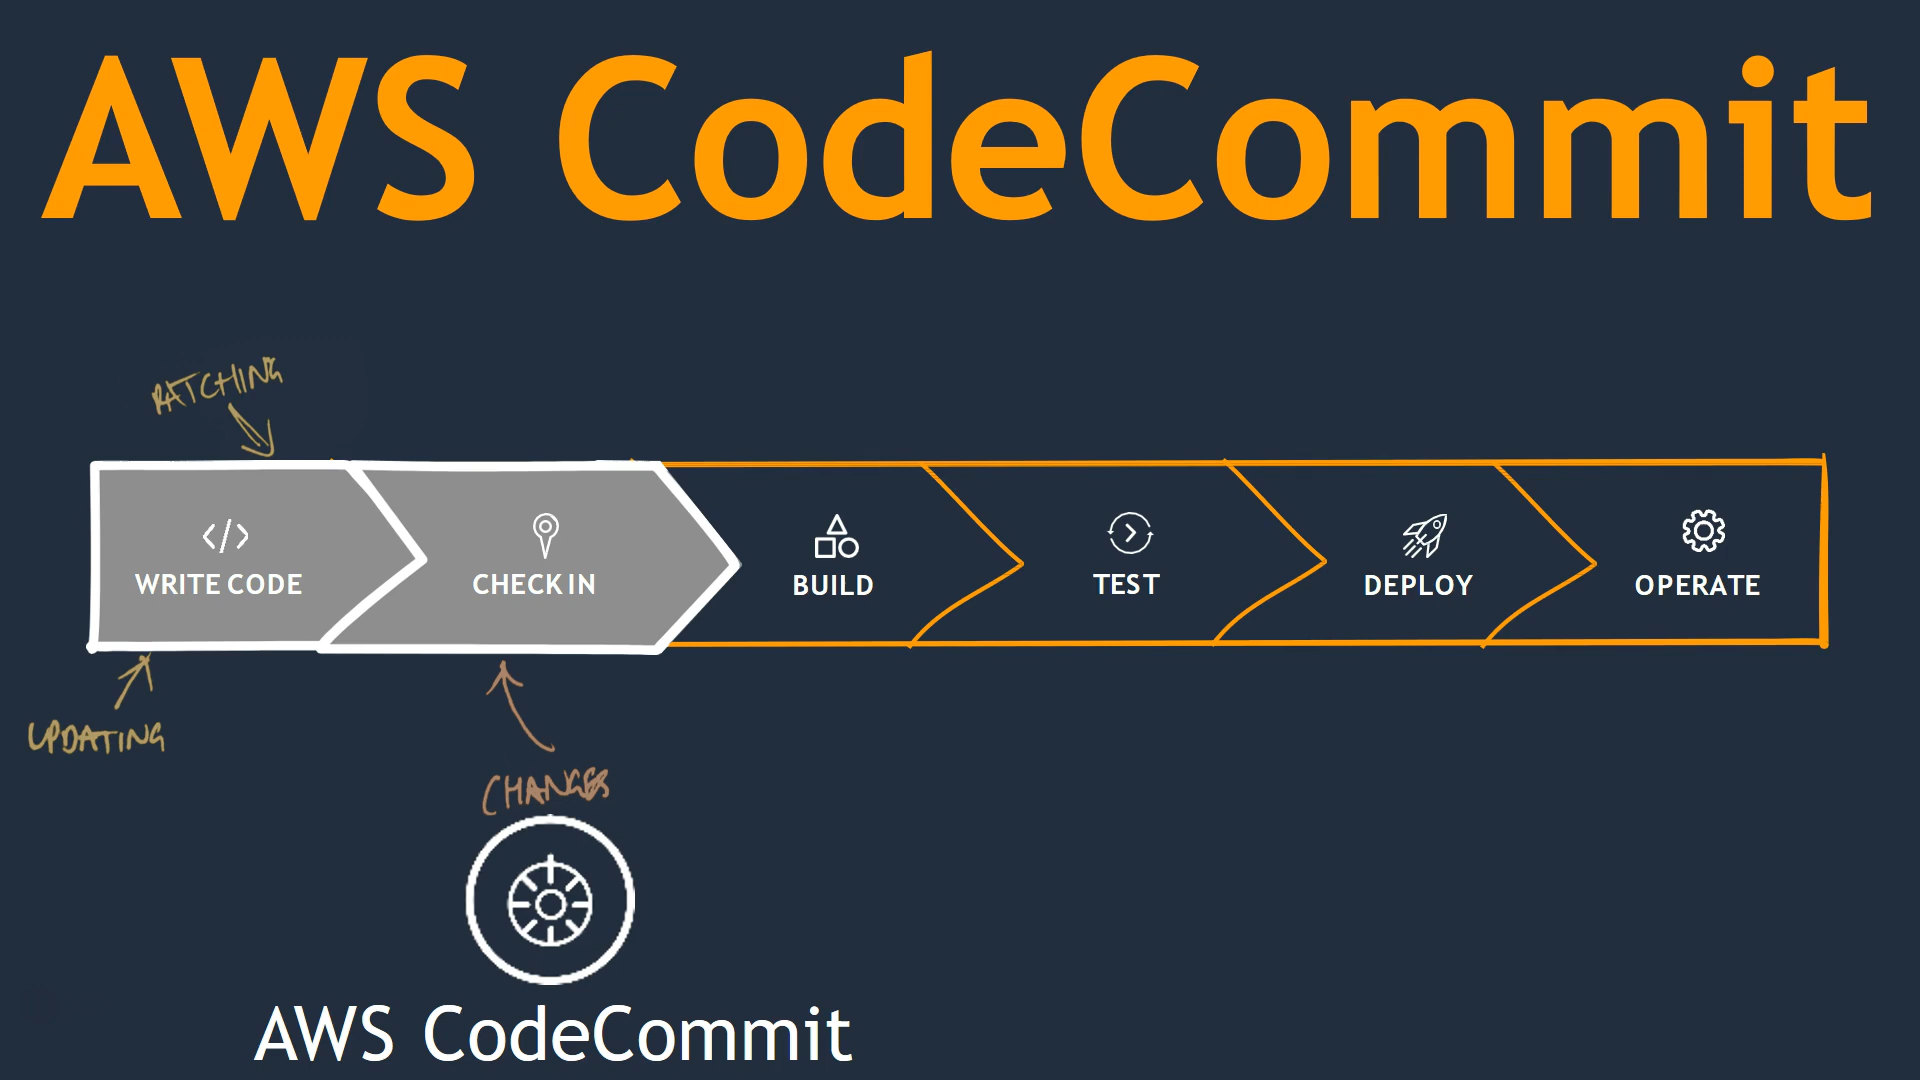 AWS CodeCommit
PATCHING
WRITE CODE
CHECK IN
BUILD
TEST
DEPLOY
OPERATE
UPDATING
CHANGES
AWS CodeCommit